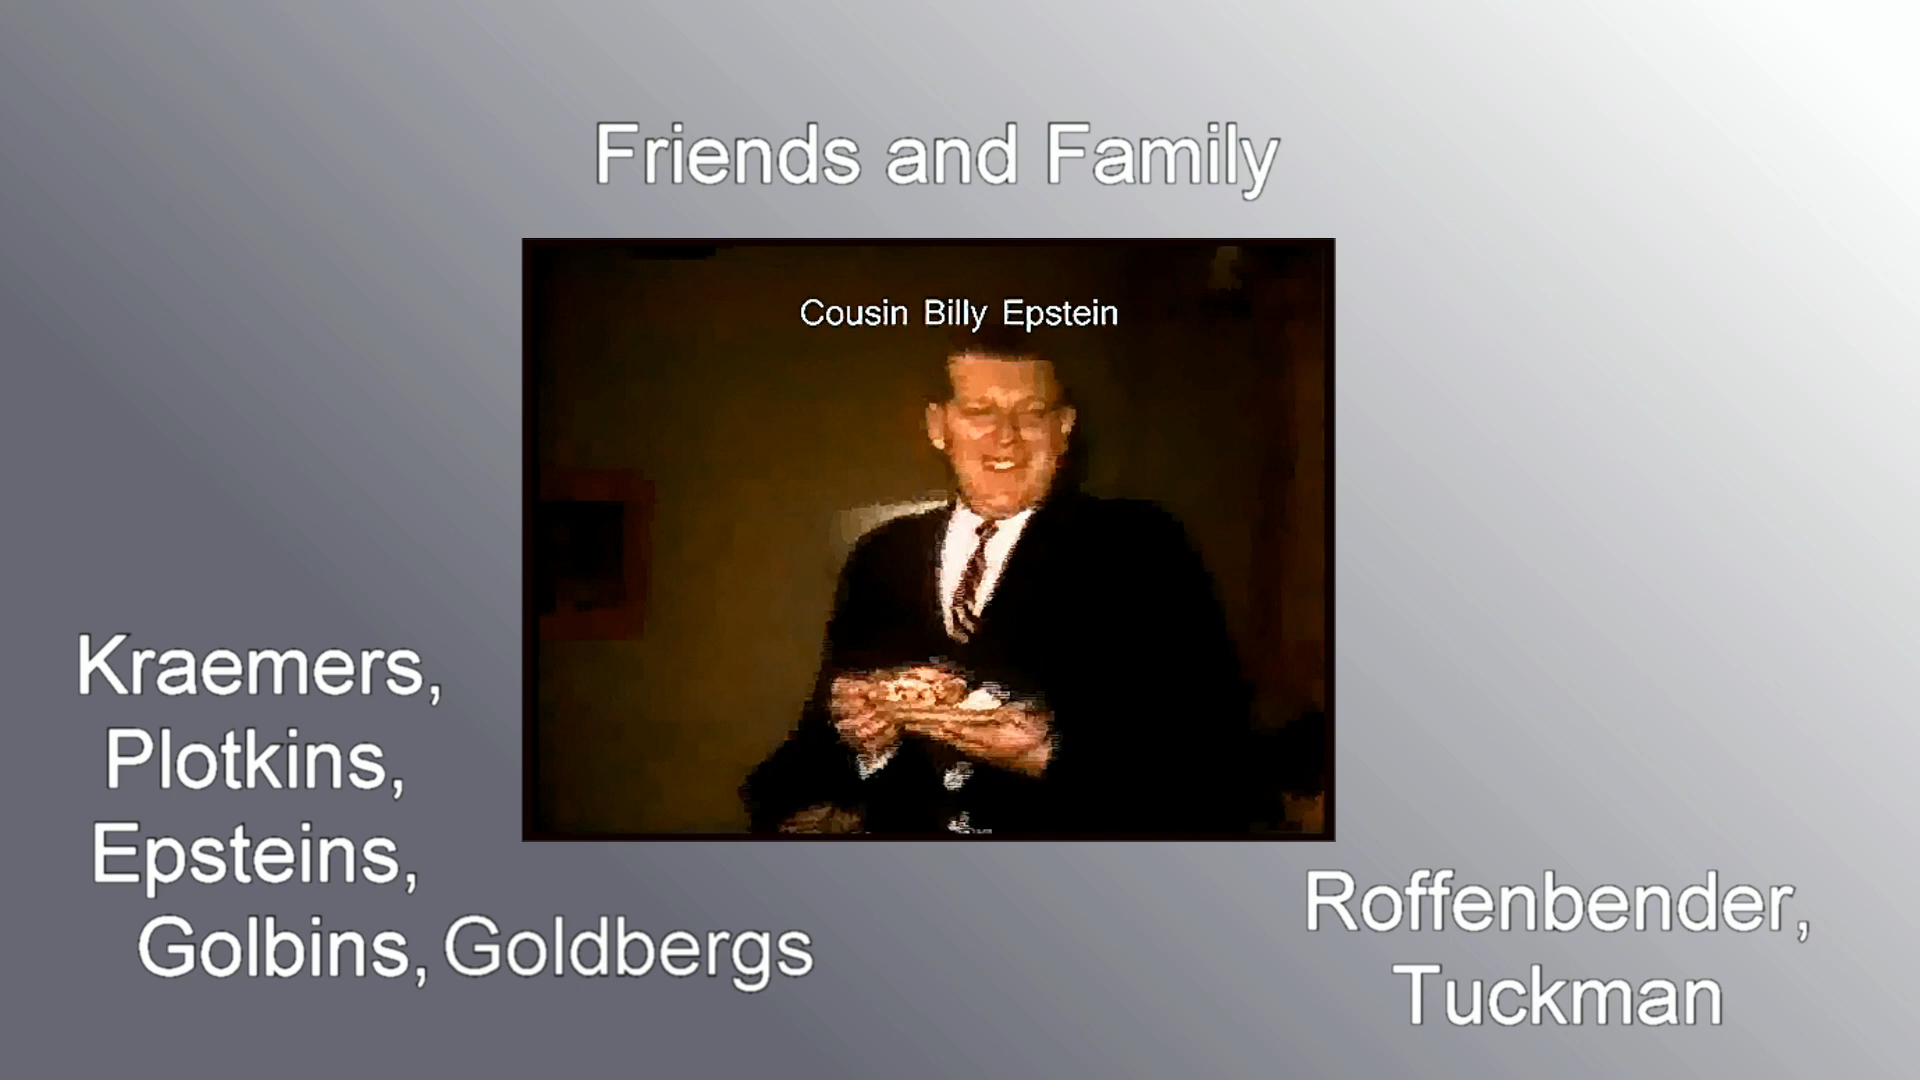 Friends and Family
Cousin Billy Epstein
Kraemers,
Plotkins,
Epsteins,
Golbins, Goldbergs
Roffenbender,
Tuckman